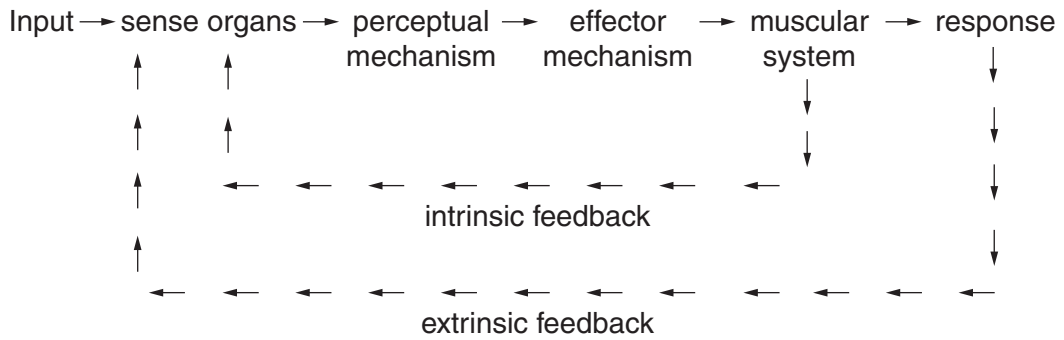 Input sense organs perceptual effector muscular response
mechanism mechanism system
intrinsic feedback
extrinsic feedback